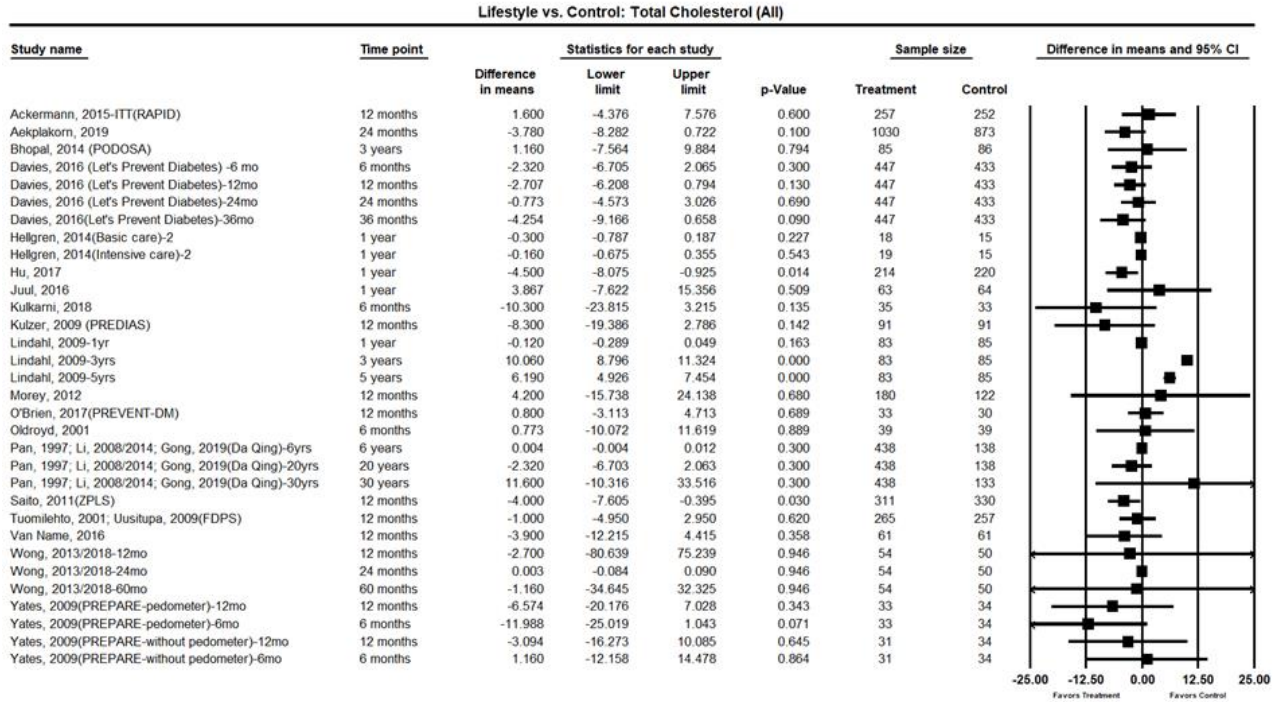 Lifestyle vs. Control: Total Cholesterol (All)
Study name Time point Statistics for each study Sample size Difference in means and 95% CI
Difference in means Lower limit Upper limit p-Value Treatment Control
Ackermann, 2015-ITT(RAPID) 12 months 1.600 -4.376 7.576 0.600 257 252
Aekplakorn, 2019 24 months -3.780 -8.282 0.722 0.100 1030 873
Bhopal, 2014 (PODOSA) 3 years 1.160 -7.564 9.884 0.794 85 86
Davies, 2016 (Let's Prevent Diabetes) -6 mo 6 months -2.320 -6.705 2.065 0.300 447 433
Davies, 2016 (Let's Prevent Diabetes)-12mo 12 months -2.707 -6.208 0.794 0.130 447 433
Davies, 2016 (Let's Prevent Diabetes)-24mo 24 months -0.773 -4.573 3.026 0.690 447 433
Davies, 2016(Let's Prevent Diabetes)-36mo 36 months -4.254 -9.166 0.658 0.090 447 433
Hellgren, 2014(Basic care)-2 1 year -0.300 -0.787 0.187 0.227 18 15
Hellgren, 2014(Intensive care)-2 1 year -0.160 -0.675 0.355 0.543 19 15
Hu, 2017 1 year -4.500 -8.075 -0.925 0.014 214 220
Juul, 2016 1 year 3.867 -7.622 15.356 0.509 63 64
Kulkarni, 2018 6 months -10.300 -23.815 3.215 0.135 35 33
Kulzer, 2009 (PREDIAS) 12 months -8.300 -19.386 2.786 0.142 91 91
Lindahl, 2009-1yr 1 year -0.120 -0.289 0.049 0.163 83 85
Lindahl, 2009-3yrs 3 years 10.060 8.796 11.324 0.000 83 85
Lindahl, 2009-5yrs 5 years 6.190 4.926 7.454 0.000 83 85
Morey, 2012 12 months 4.200 -15.738 24.138 0.680 180 122
O'Brien, 2017(PREVENT-DM) 12 months 0.800 -3.113 4.713 0.689 33 30
Oldroyd, 2001 6 months 0.773 -10.072 11.619 0.889 39 39
Pan, 1997; Li, 2008/2014; Gong, 2019(Da Qing)-6yrs 6 years 0.004 -0.004 0.012 0.300 438 138
Pan, 1997; Li, 2008/2014; Gong, 2019(Da Qing)-20yrs 20 years -2.320 -6.703 2.063 0.300 438 138
Pan, 1997; Li, 2008/2014; Gong, 2019(Da Qing)-30yrs 30 years 11.600 -10.316 33.516 0.300 438 133
Saito, 2011(ZPLS) 12 months -4.000 -7.605 -0.395 0.030 311 330
Tuomilehto, 2001; Uusitupa, 2009(FDPS) 12 months -1.000 -4.950 2.950 0.620 265 257
Van Name, 2016 12 months -3.900 -12.215 4.415 0.358 61 61
Wong, 2013/2018-12mo 12 months -2.700 -80.639 75.239 0.946 54 50
Wong, 2013/2018-24mo 24 months 0.003 -0.084 0.090 0.946 54 50
Wong, 2013/2018-60mo 60 months -1.160 -34.645 32.325 0.946 54 50
Yates, 2009(PREPARE-pedometer)-12mo 12 months -6.574 -20.176 7.028 0.343 33 34
Yates, 2009(PREPARE-pedometer)-6mo 6 months -11.988 -25.019 1.043 0.071 33 34
Yates, 2009(PREPARE-without pedometer)-12mo 12 months -3.094 -16.273 10.085 0.645 31 34
Yates, 2009(PREPARE-without pedometer)-6mo 6 months 1.160 -12.158 14.478 0.864 31 34
-25.00 -12.50 0.00 12.50 25.00
Favors Treatment Favors Control